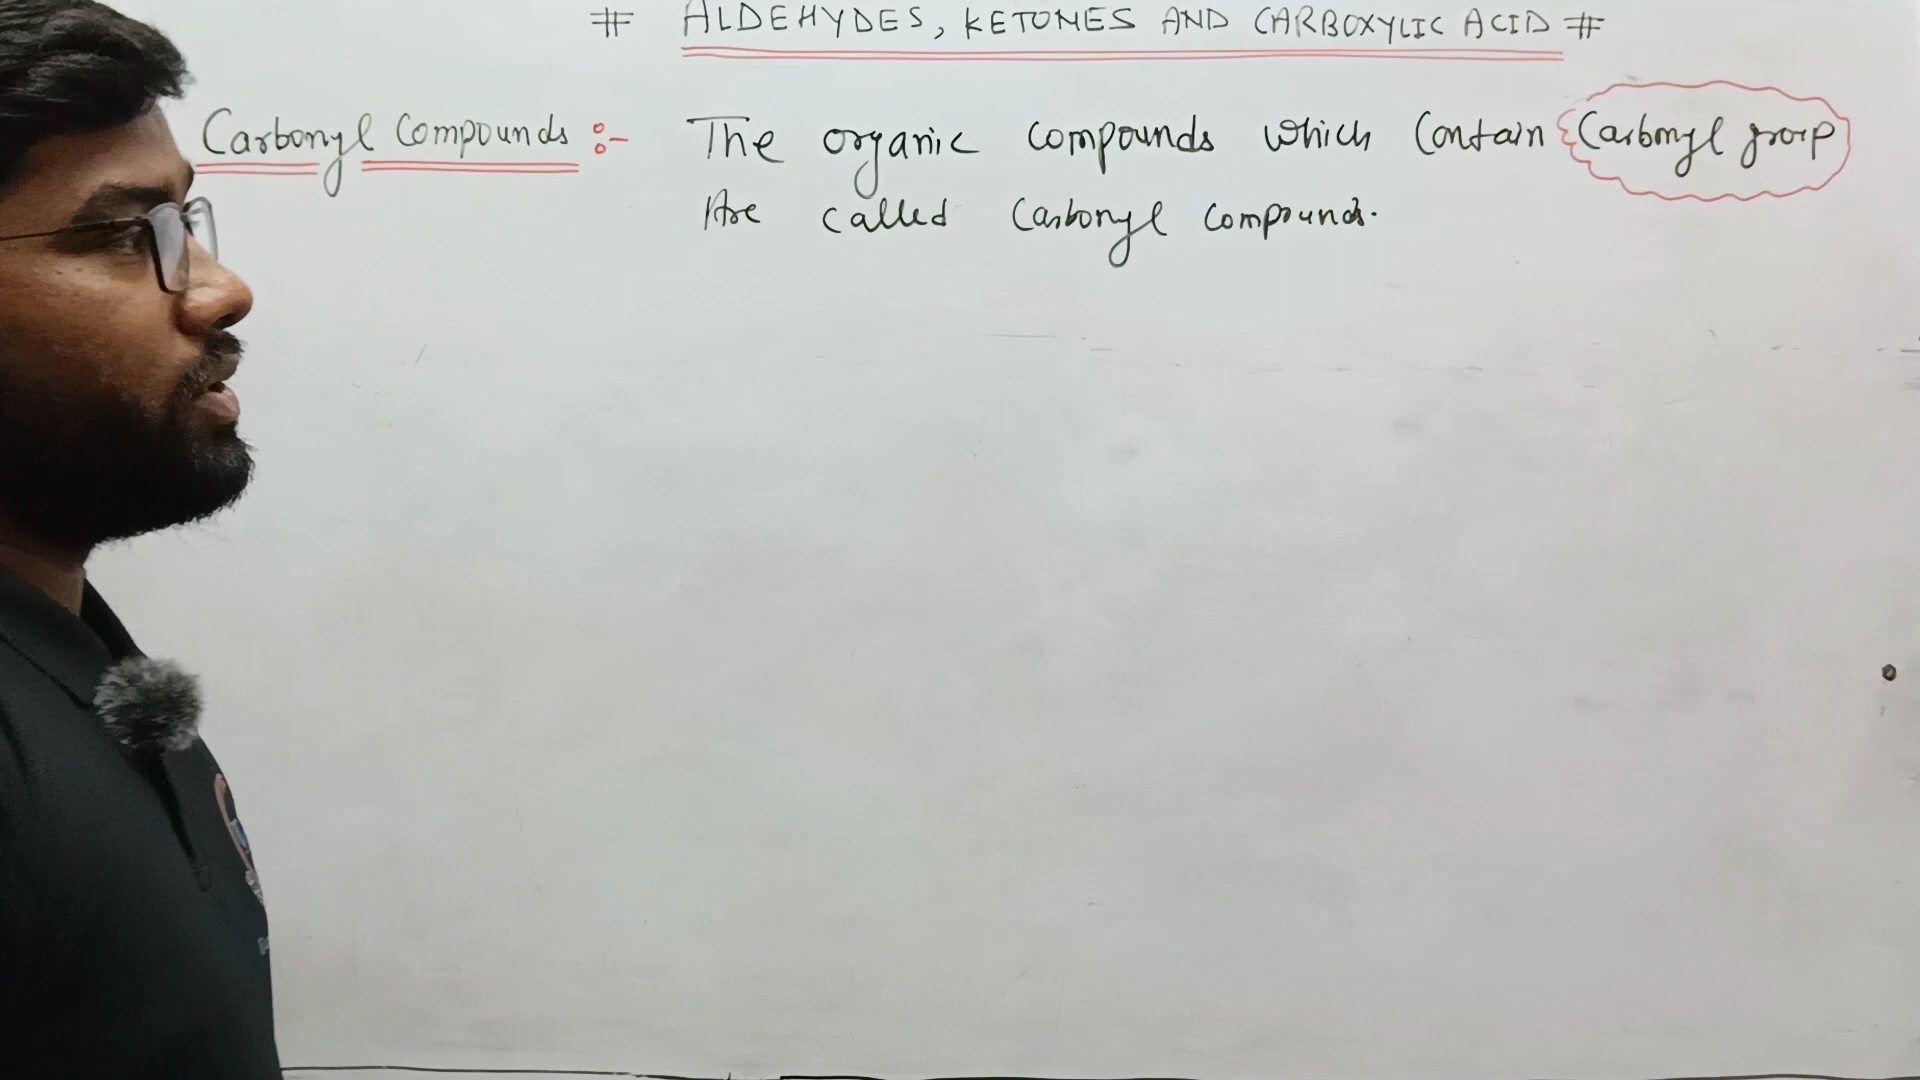 # ALDEHYDES, KETONES AND CARBOXYLIC ACID #
Carbonyl Compounds :- The organic compounds which contain Carbonyl group
Are called Carbonyl compounds.